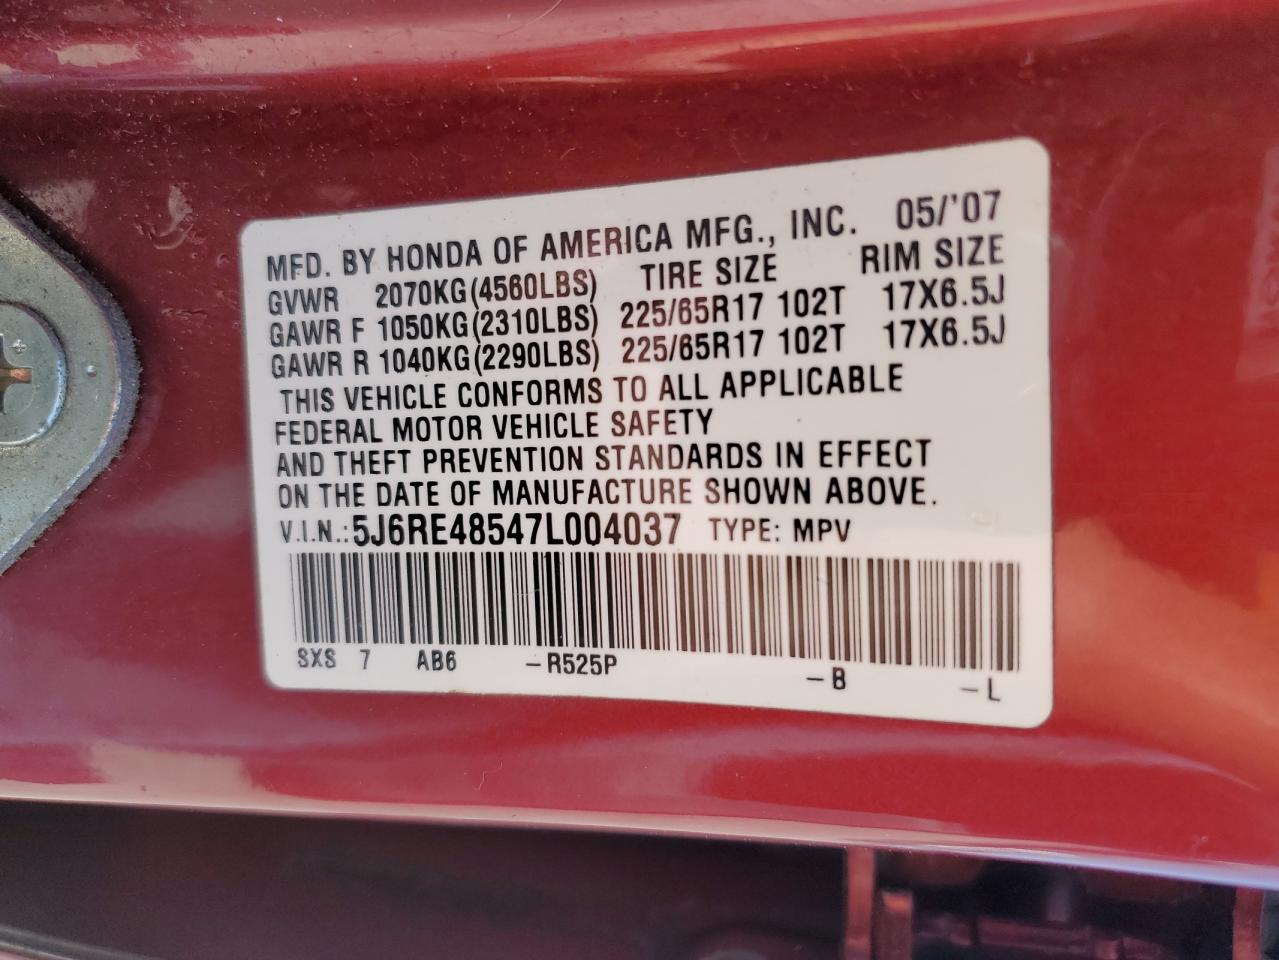 MFD. BY HONDA OF AMERICA MFG., INC. 05/'07
GVWR 2070KG(4560LBS) TIRE SIZE RIM SIZE
GAWR F 1050KG(2310LBS) 225/65R17 102T 17X6.5J
GAWR R 1040KG(2290LBS) 225/65R17 102T 17X6.5J
THIS VEHICLE CONFORMS TO ALL APPLICABLE
FEDERAL MOTOR VEHICLE SAFETY
AND THEFT PREVENTION STANDARDS IN EFFECT
ON THE DATE OF MANUFACTURE SHOWN ABOVE.
V.I.N.: 5J6RE48547L004037 TYPE: MPV
SXS 7 AB6 -R525P -B -L